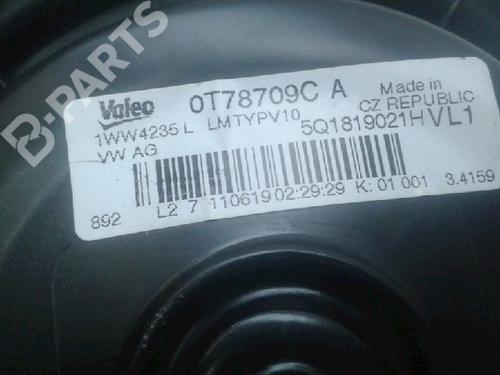 B-PARTS
Valeo 0T78709C A Made in
CZ REPUBLIC
1WW4235 L LMTYPV10 5Q1819021H VL1
VW AG
892 L2 7 110619 02:29:29 K: 01 001 3.4159